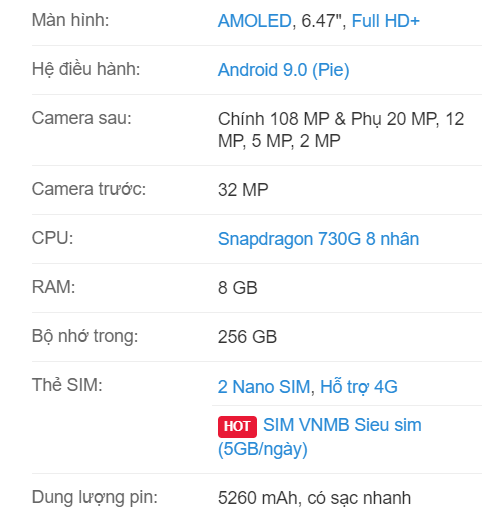 Màn hình: AMOLED, 6.47", Full HD+
Hệ điều hành: Android 9.0 (Pie)
Camera sau: Chính 108 MP & Phụ 20 MP, 12
MP, 5 MP, 2 MP
Camera trước: 32 MP
CPU: Snapdragon 730G 8 nhân
RAM: 8 GB
Bộ nhớ trong: 256 GB
Thẻ SIM: 2 Nano SIM, Hỗ trợ 4G
HOT SIM VNMB Sieu sim
(5GB/ngày)
Dung lượng pin: 5260 mAh, có sạc nhanh